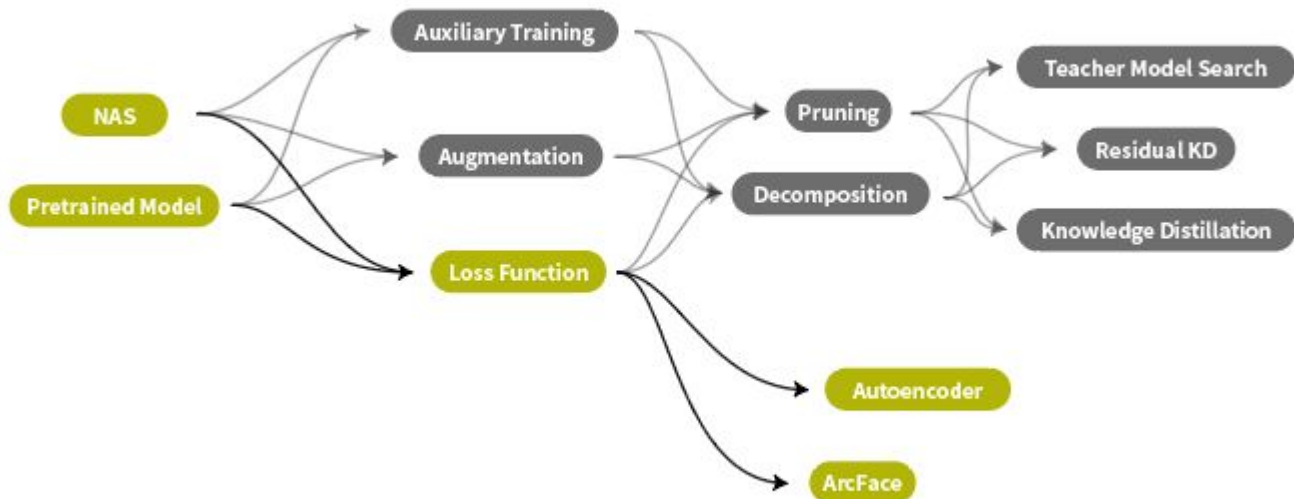 NAS
Pretrained Model
Auxiliary Training
Augmentation
Loss Function
Pruning
Decomposition
Autoencoder
ArcFace
Teacher Model Search
Residual KD
Knowledge Distillation